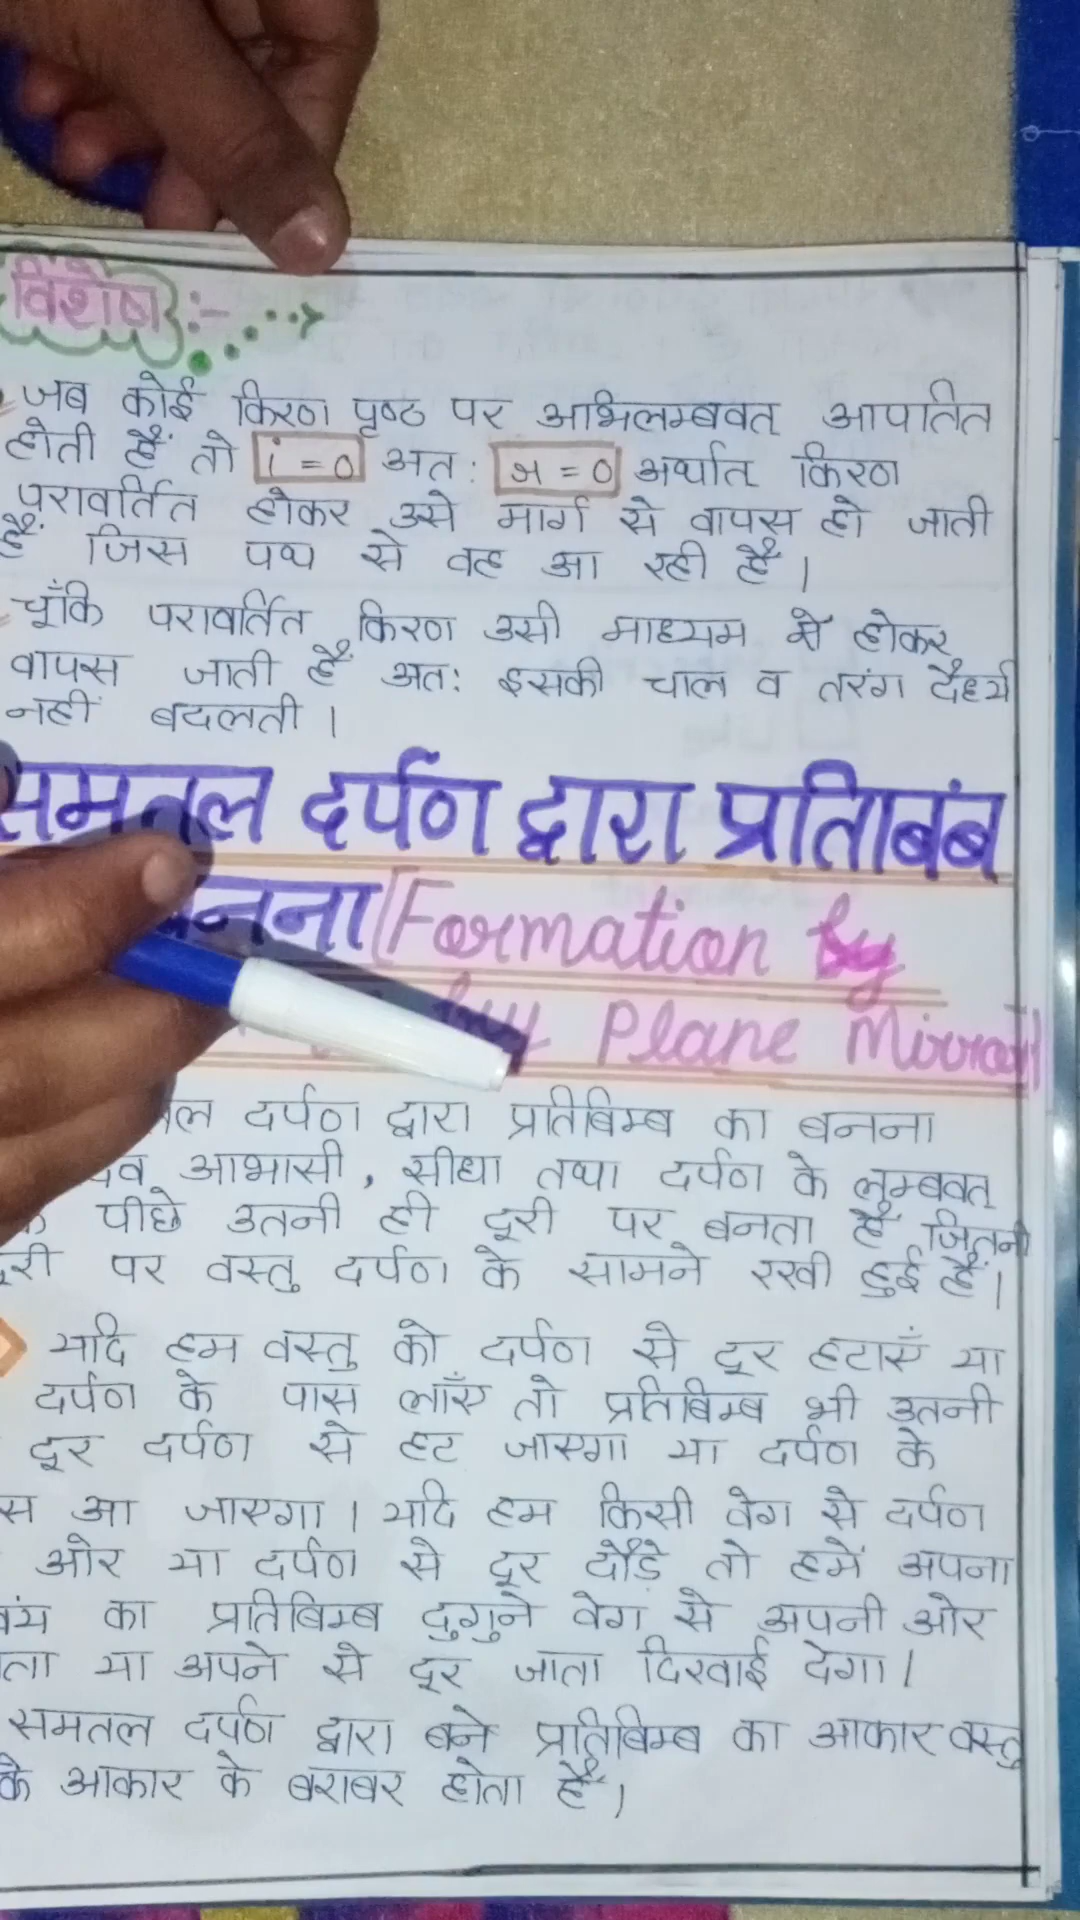 विशेष :-
जब कोई किरण पृष्ठ पर अभिलम्बवत् आपतित
होती हैं तो i = 0 अत: r = 0 अर्थात् किरण
परावर्तित होकर उसे मार्ग से वापस हो जाती
हैं जिस पथ से वह आ रही हैं।
चूँकि परावर्तित किरण उसी माध्यम से होकर
वापस जाती हैं अत: इसकी चाल व तरंग दैर्ध्य
नहीं बदलती।
समतल दर्पण द्वारा प्रतिबिंब
बनना (Formation by
by Plane Mirror)
दर्पण द्वारा प्रतिबिम्ब का बनना
आभासी, सीधा तथा दर्पण के लम्बवत्
पीछे उतनी ही दूरी पर बनता हैं जितनी
पर वस्तु दर्पण के सामने रखी हुई हैं।
यदि हम वस्तु को दर्पण से दूर हटाएँ या
दर्पण के पास लाँए तो प्रतिबिम्ब भी उतनी
दूर दर्पण से हट जाएगा या दर्पण के
आ जाएगा। यदि हम किसी वेग से दर्पण
ओर या दर्पण से दूर दौड़े तो हमें अपना
का प्रतिबिम्ब दुगुने वेग से अपनी ओर
या अपने से दूर जाता दिखाई देगा।
समतल दर्पण द्वारा बने प्रतिबिम्ब का आकार वस्तु
के आकार के बराबर होता हैं।